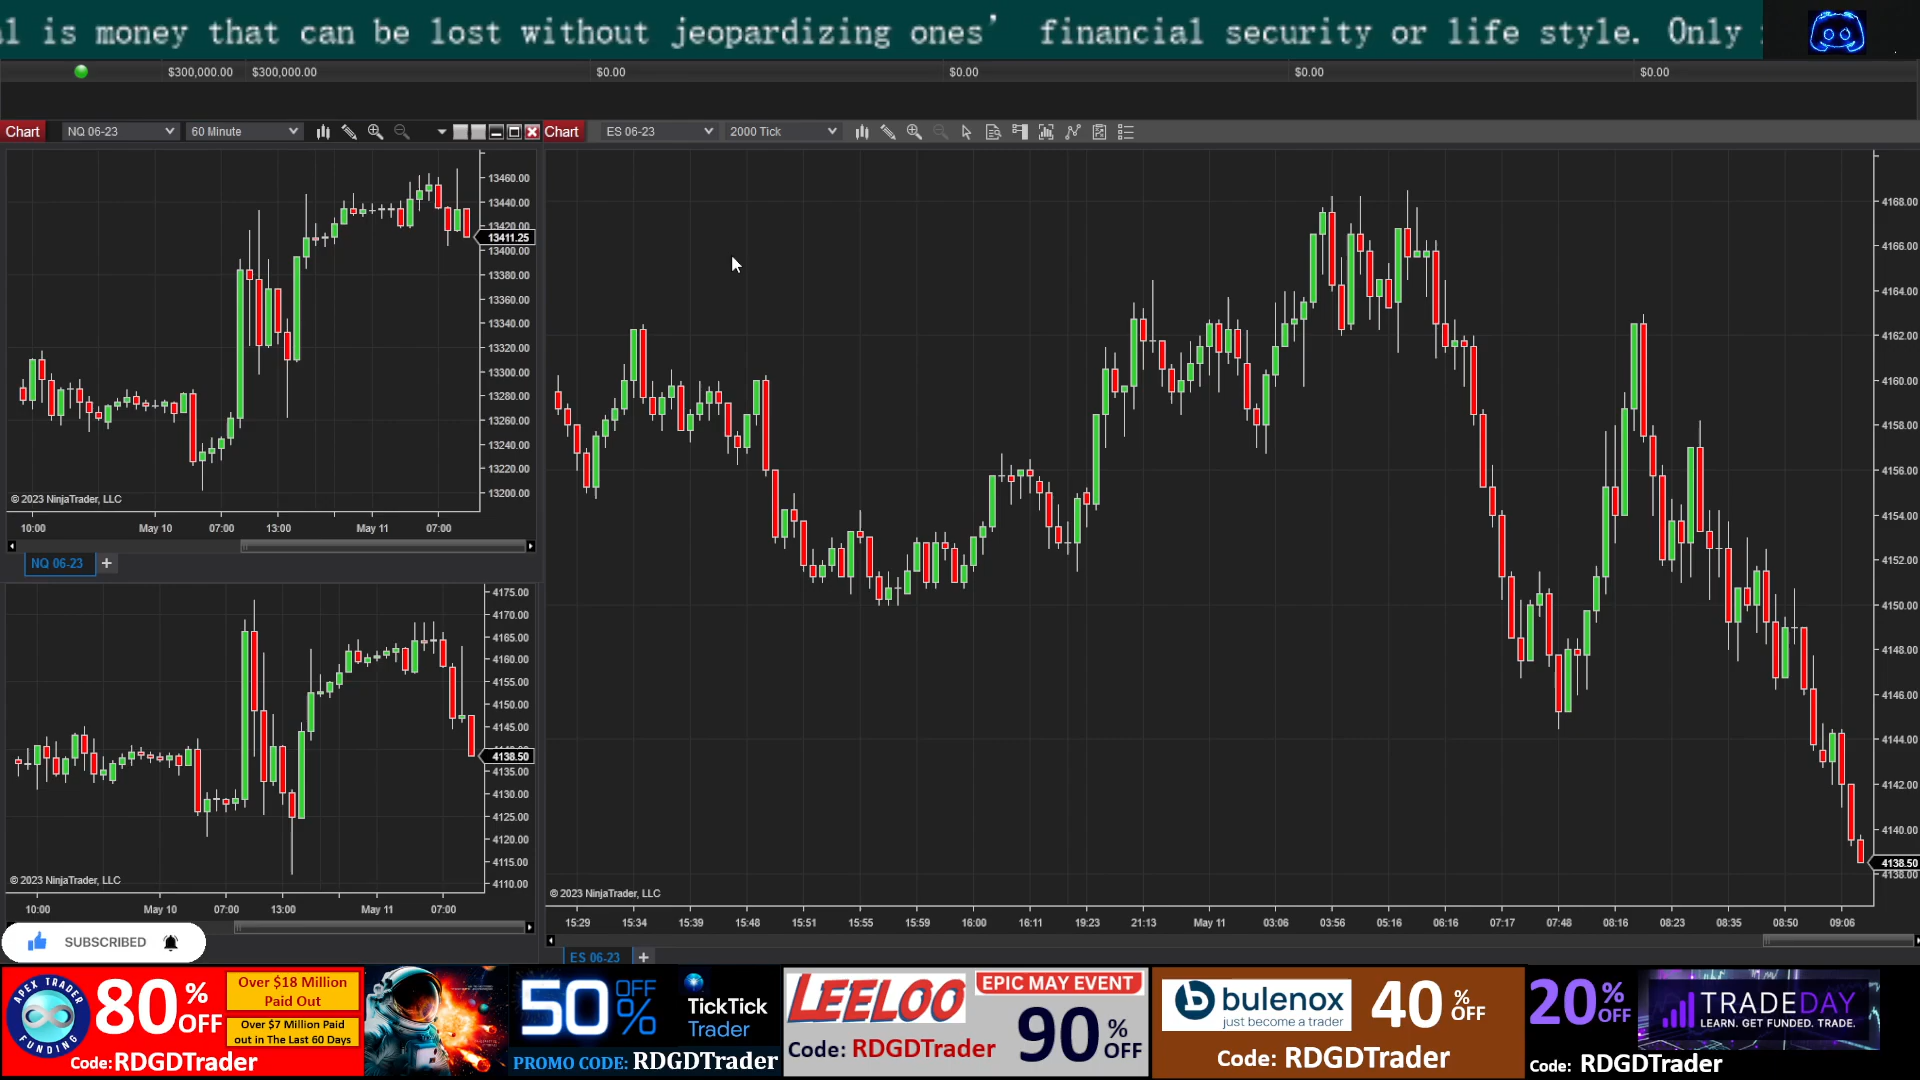 is money that can be lost without jeopardizing ones' financial security or life style. Only
$300,000.00 $300,000.00 $0.00 $0.00 $0.00 $0.00
Chart NQ 06-23 60 Minute Chart ES 06-23 2000 Tick
13460.00
13440.00
13420.00
13411.25
13400.00
13380.00
13360.00
13340.00
13320.00
13300.00
13280.00
13260.00
13240.00
13220.00
13200.00
© 2023 NinjaTrader, LLC
10:00 May 10 07:00 13:00 May 11 07:00
NQ 06-23 +
4175.00
4170.00
4165.00
4160.00
4155.00
4150.00
4145.00
4138.50
4135.00
4130.00
4125.00
4120.00
4115.00
4110.00
© 2023 NinjaTrader, LLC
10:00 May 10 07:00 13:00 May 11 07:00
SUBSCRIBED
4168.00
4166.00
4164.00
4162.00
4160.00
4158.00
4156.00
4154.00
4152.00
4150.00
4148.00
4146.00
4144.00
4142.00
4140.00
4138.50
4138.00
© 2023 NinjaTrader, LLC
15:29 15:34 15:39 15:48 15:51 15:55 15:59 16:00 16:11 19:23 21:13 May 11 03:06 03:56 05:16 06:16 07:17 07:48 08:16 08:23 08:35 08:50 09:06
ES 06-23 +
APEX TRADER FUNDING
80% OFF
Over $18 Million Paid Out
Over $7 Million Paid out in The Last 60 Days
Code:RDGDTrader
50% OFF
TickTick Trader
PROMO CODE: RDGDTrader
LEELOO
EPIC MAY EVENT
90% OFF
Code: RDGDTrader
bulenox
just become a trader
40% OFF
Code: RDGDTrader
20% OFF
TRADEDAY
LEARN. GET FUNDED. TRADE.
Code: RDGDTrader